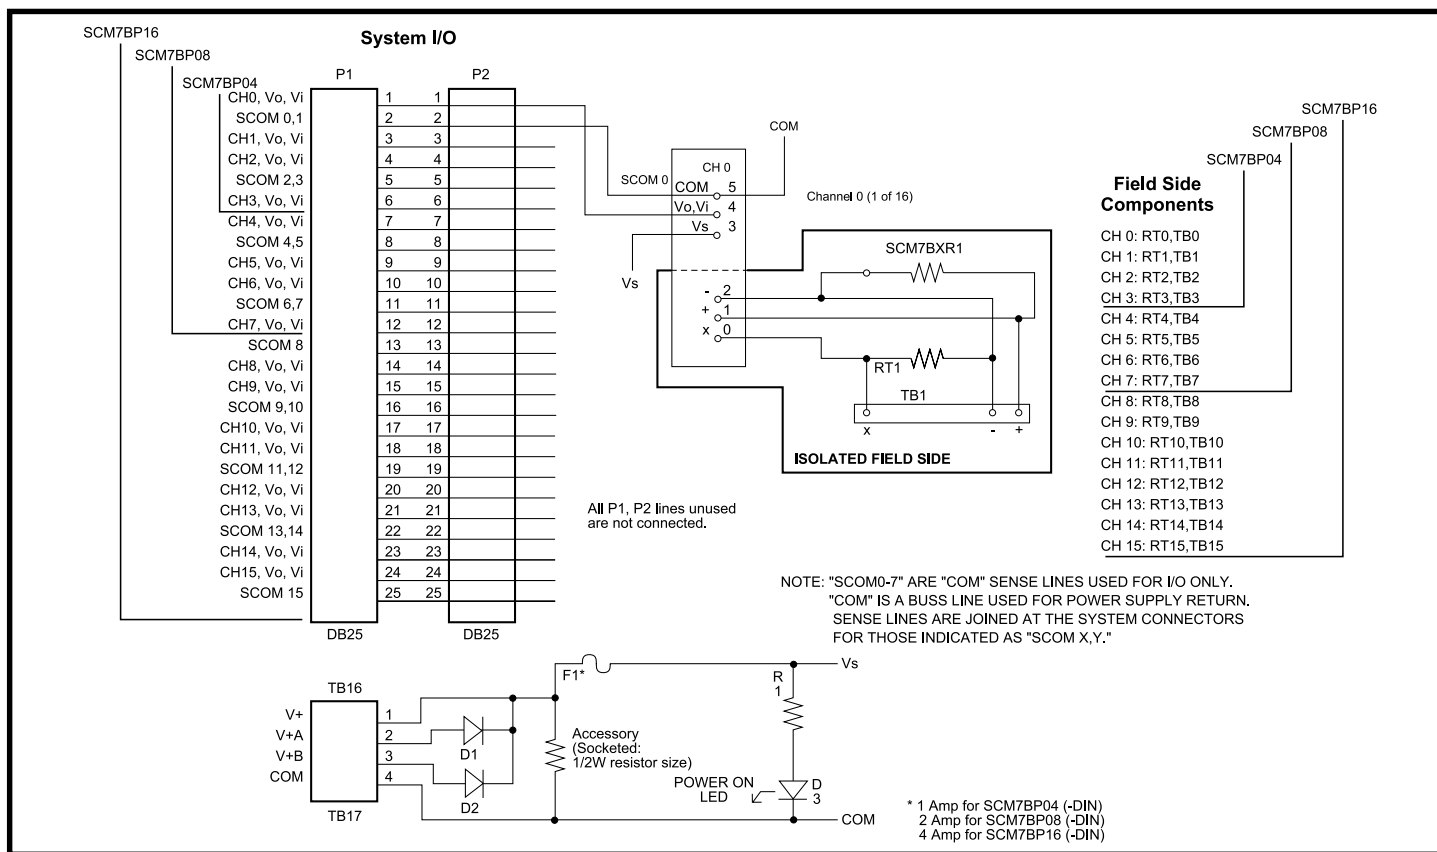 SCM7BP16
SCM7BP08
SCM7BP04
System I/O
P1
P2
CH0, Vo, Vi 1 1
SCOM 0,1 2 2
CH1, Vo, Vi 3 3
CH2, Vo, Vi 4 4
SCOM 2,3 5 5
CH3, Vo, Vi 6 6
CH4, Vo, Vi 7 7
SCOM 4,5 8 8
CH5, Vo, Vi 9 9
CH6, Vo, Vi 10 10
SCOM 6,7 11 11
CH7, Vo, Vi 12 12
SCOM 8 13 13
CH8, Vo, Vi 14 14
CH9, Vo, Vi 15 15
SCOM 9,10 16 16
CH10, Vo, Vi 17 17
CH11, Vo, Vi 18 18
SCOM 11,12 19 19
CH12, Vo, Vi 20 20
CH13, Vo, Vi 21 21
SCOM 13,14 22 22
CH14, Vo, Vi 23 23
CH15, Vo, Vi 24 24
SCOM 15 25 25
DB25
DB25
COM
CH 0
SCOM 0
COM 5
Vo,Vi 4
Vs 3
Vs
Channel 0 (1 of 16)
SCM7BXR1
- 2
+ 1
x 0
RT1
TB1
x - +
ISOLATED FIELD SIDE
All P1, P2 lines unused
are not connected.
SCM7BP16
SCM7BP08
SCM7BP04
Field Side
Components
CH 0: RT0,TB0
CH 1: RT1,TB1
CH 2: RT2,TB2
CH 3: RT3,TB3
CH 4: RT4,TB4
CH 5: RT5,TB5
CH 6: RT6,TB6
CH 7: RT7,TB7
CH 8: RT8,TB8
CH 9: RT9,TB9
CH 10: RT10,TB10
CH 11: RT11,TB11
CH 12: RT12,TB12
CH 13: RT13,TB13
CH 14: RT14,TB14
CH 15: RT15,TB15
NOTE: "SCOM0-7" ARE "COM" SENSE LINES USED FOR I/O ONLY.
"COM" IS A BUSS LINE USED FOR POWER SUPPLY RETURN.
SENSE LINES ARE JOINED AT THE SYSTEM CONNECTORS
FOR THOSE INDICATED AS "SCOM X,Y."
TB16
V+ 1
V+A 2
V+B 3
COM 4
TB17
D1
D2
F1*
Accessory
(Socketed:
1/2W resistor size)
R
1
Vs
POWER ON
LED
D
3
COM
* 1 Amp for SCM7BP04 (-DIN)
2 Amp for SCM7BP08 (-DIN)
4 Amp for SCM7BP16 (-DIN)